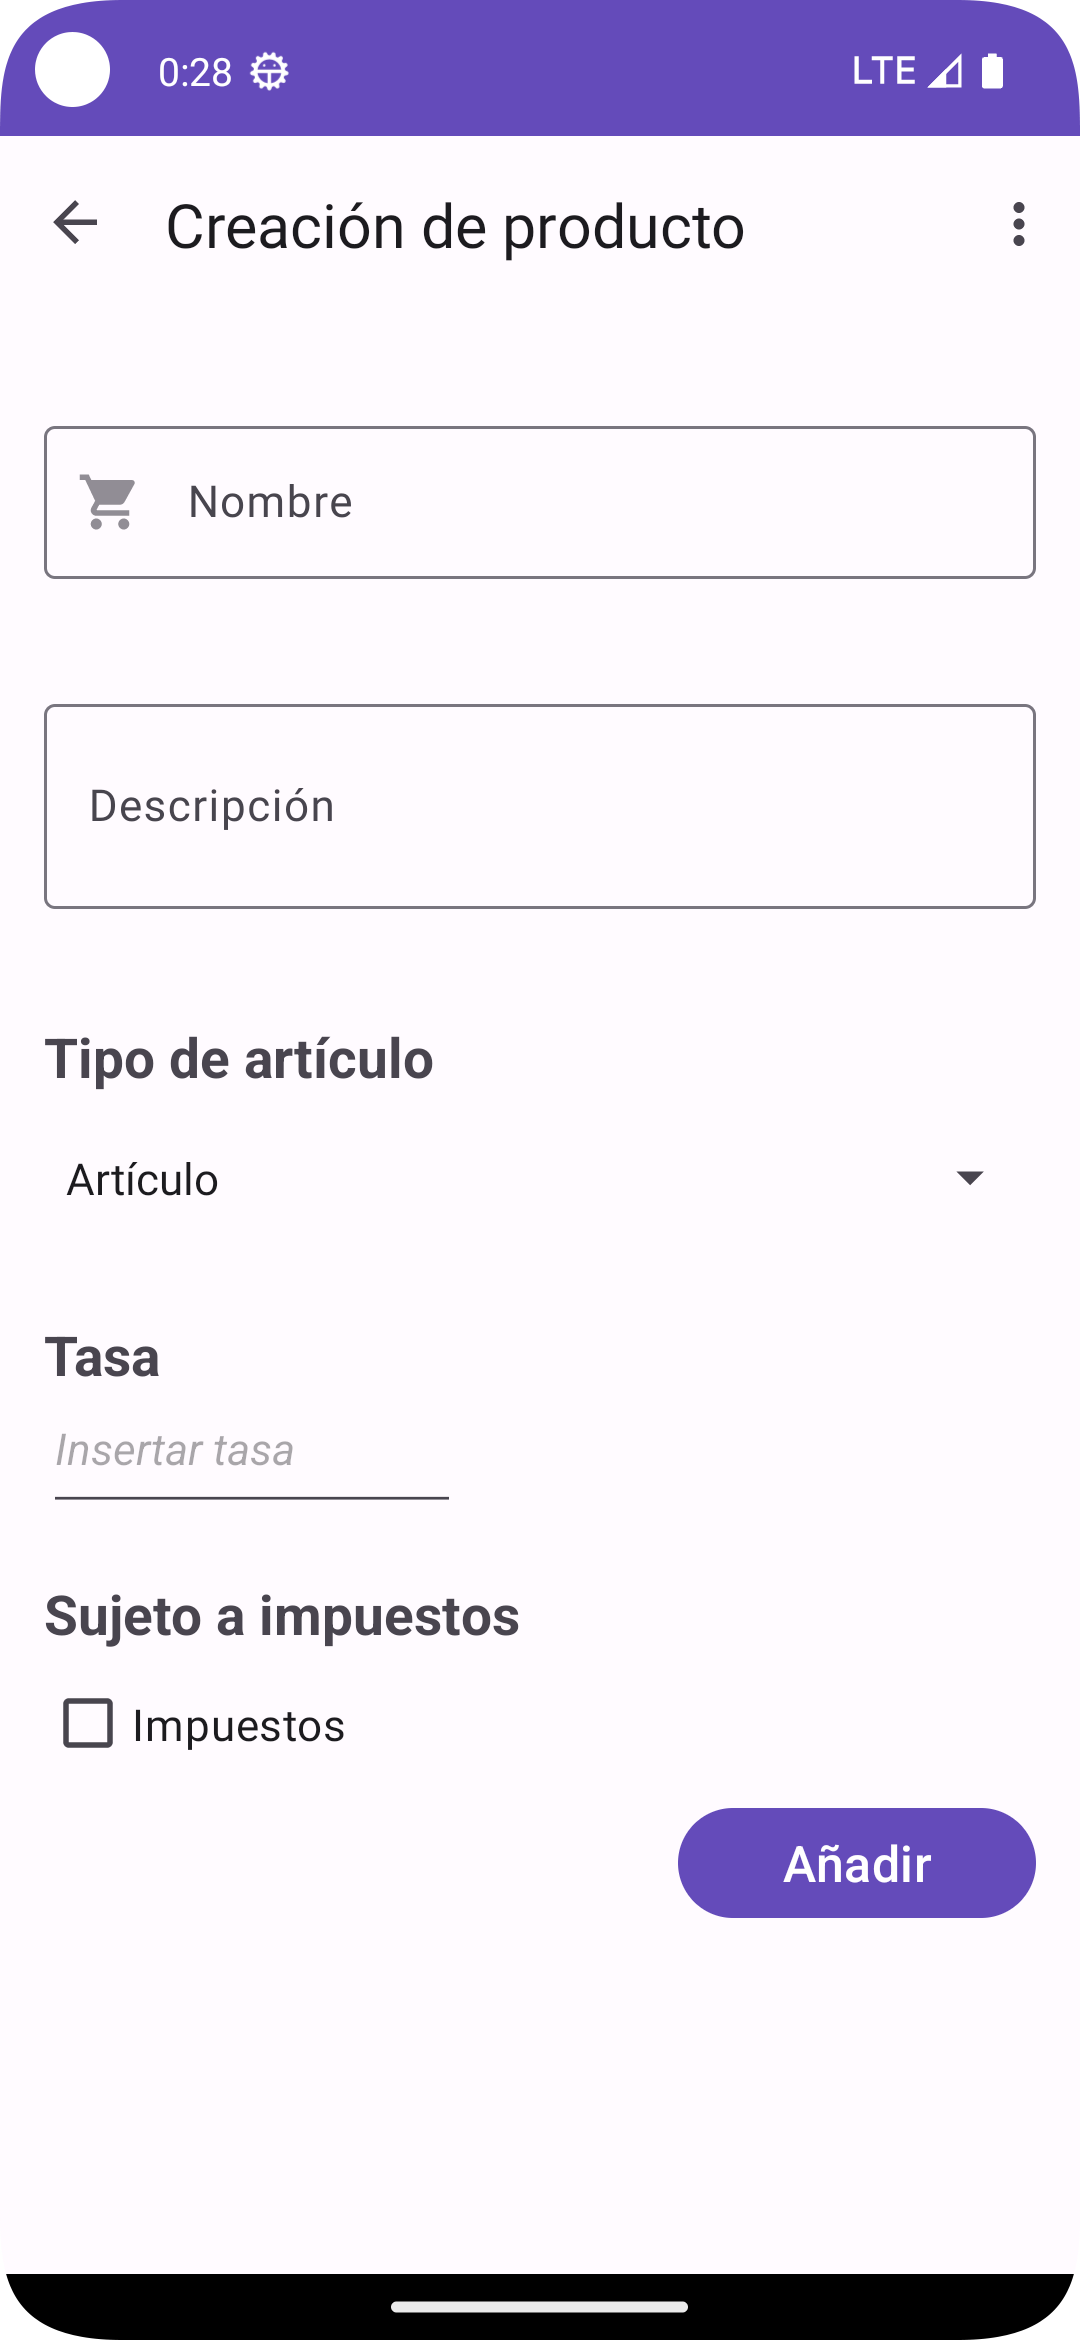 0:28
LTE
Creación de producto
Nombre
Descripción
Tipo de artículo
Artículo
Tasa
Insertar tasa
Sujeto a impuestos
Impuestos
Añadir